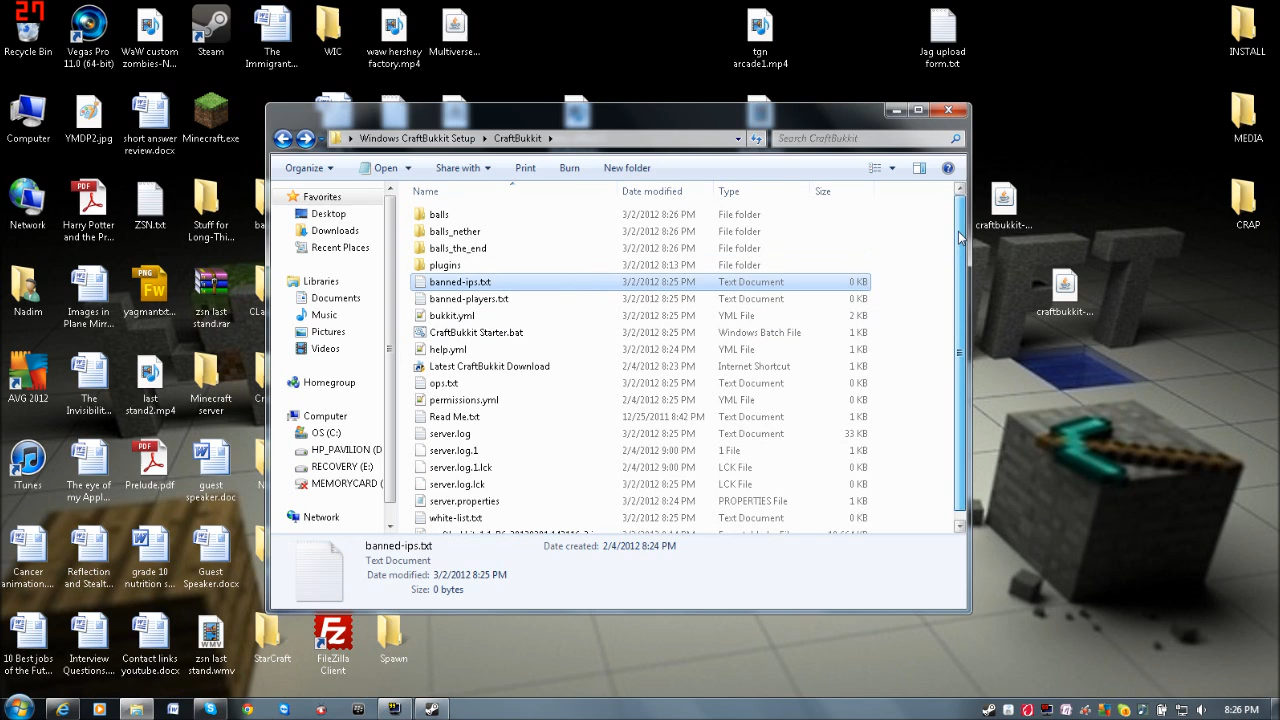 27
Recycle Bin
Vegas Pro
11.0 (64-bit)
WaW custom
zombies-N...
Steam
The
Immigrant...
WIC
waw hershey
factory.mp4
Multiverse...
tgn
arcade1.mp4
Jag upload
form.txt
INSTALL
Computer
YMDP2.jpg
short answer
review.docx
Minecraft.exe
MEDIA
Network
Harry Potter
and the Pr...
ZSN.txt
Stuff for
Long-Thi...
craftbukkit-...
CRAP
Nadim
Images in
Plane Mirr...
yagmantxt...
zsn last
stand.rar
craftbukkit-...
AVG 2012
The
Invisibilit...
last
stand2.mp4
Minecraft
server
iTunes
The eye of
my Appl...
Prelude.pdf
guest
speaker.doc
Cancer
animation....
Reflection
and Stealt...
grade 10
nutrition s...
Guest
Speaker.docx
10 Best jobs
of the Fut...
Interview
Questions....
Contact links
youtube.docx
zsn last
stand.wmv
StarCraft
FileZilla
Client
Spawn
Windows CraftBukkit Setup
CraftBukkit
Search CraftBukkit
Organize
Open
Share with
Print
Burn
New folder
Favorites
Desktop
Downloads
Recent Places
Libraries
Documents
Music
Pictures
Videos
Homegroup
Computer
OS (C:)
HP_PAVILION (D
RECOVERY (E:)
MEMORYCARD (
Network
Name Date modified Type Size
balls 3/2/2012 8:26 PM File folder
balls_nether 3/2/2012 8:26 PM File folder
balls_the_end 3/2/2012 8:26 PM File folder
plugins 3/2/2012 8:13 PM File folder
banned-ips.txt 3/2/2012 8:25 PM Text Document 0 KB
banned-players.txt 3/2/2012 8:25 PM Text Document 0 KB
bukkit.yml 3/2/2012 8:25 PM YML File 2 KB
CraftBukkit Starter.bat 3/2/2012 8:25 PM Windows Batch File 1 KB
help.yml 3/2/2012 8:24 PM YML File 1 KB
Latest CraftBukkit Download 2/4/2012 8:23 PM Internet Shortcut 1 KB
ops.txt 3/2/2012 8:25 PM Text Document 0 KB
permissions.yml 3/2/2012 8:25 PM YML File 0 KB
Read Me.txt 12/25/2011 8:42 PM Text Document 1 KB
server.log 3/2/2012 8:25 PM Text Document 33 KB
server.log.1 2/4/2012 9:00 PM 1 File 0 KB
server.log.1.lck 2/4/2012 9:00 PM LCK File 0 KB
server.log.lck 3/2/2012 8:25 PM LCK File 0 KB
server.properties 3/2/2012 8:24 PM PROPERTIES File 1 KB
white-list.txt 3/2/2012 8:25 PM Text Document 0 KB
banned-ips.txt
Text Document
Date modified: 3/2/2012 8:25 PM
Size: 0 bytes
Date created: 2/4/2012 8:24 PM
8:26 PM